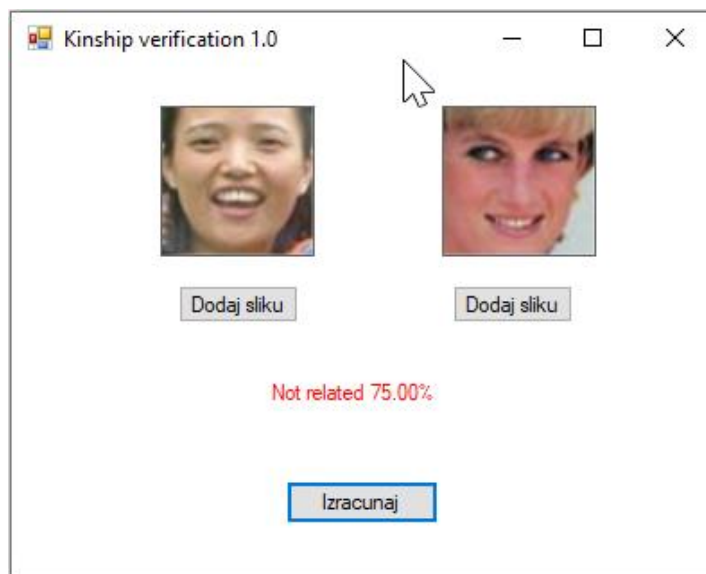 Kinship verification 1.0
Dodaj sliku
Dodaj sliku
Not related 75.00%
Izracunaj